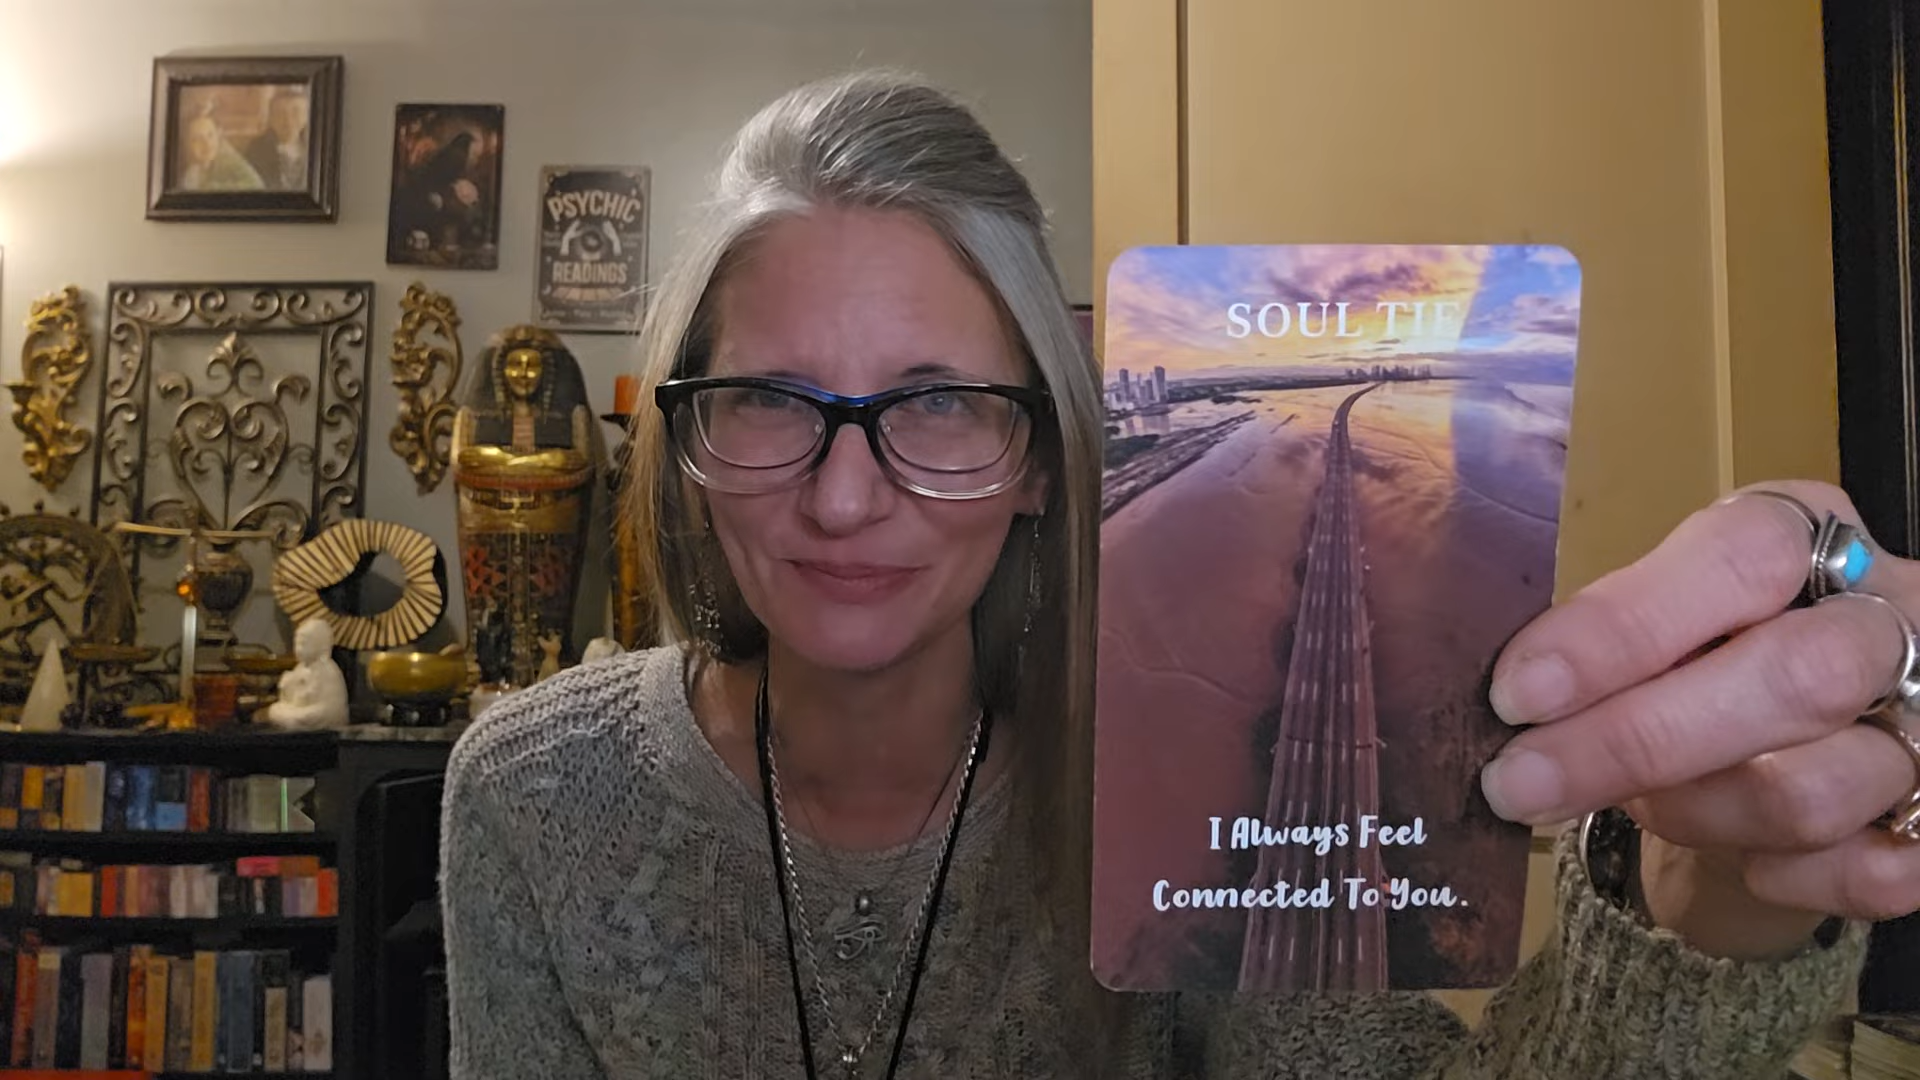 PSYCHIC
READINGS
SOUL TIE
I Always Feel
Connected To You.